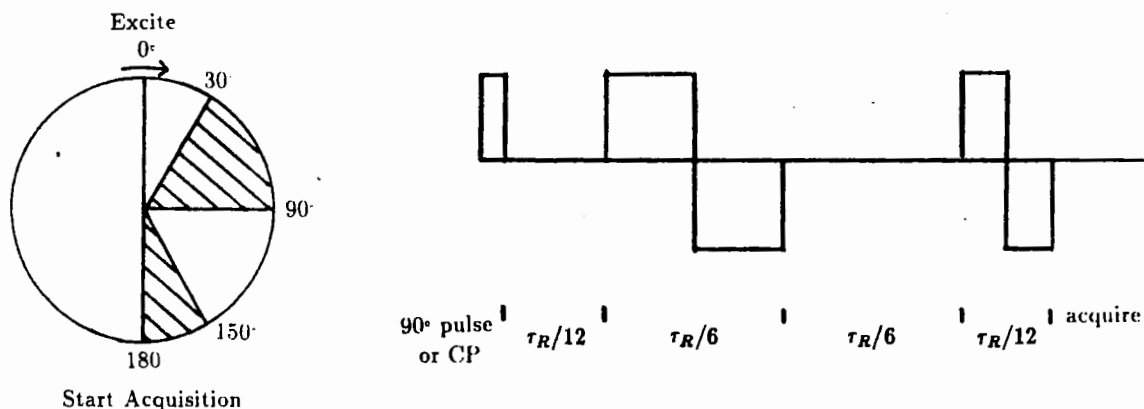 Excite
0°
30°
90°
150°
180
Start Acquisition
90° pulse
or CP
τR/12
τR/6
τR/6
τR/12
acquire